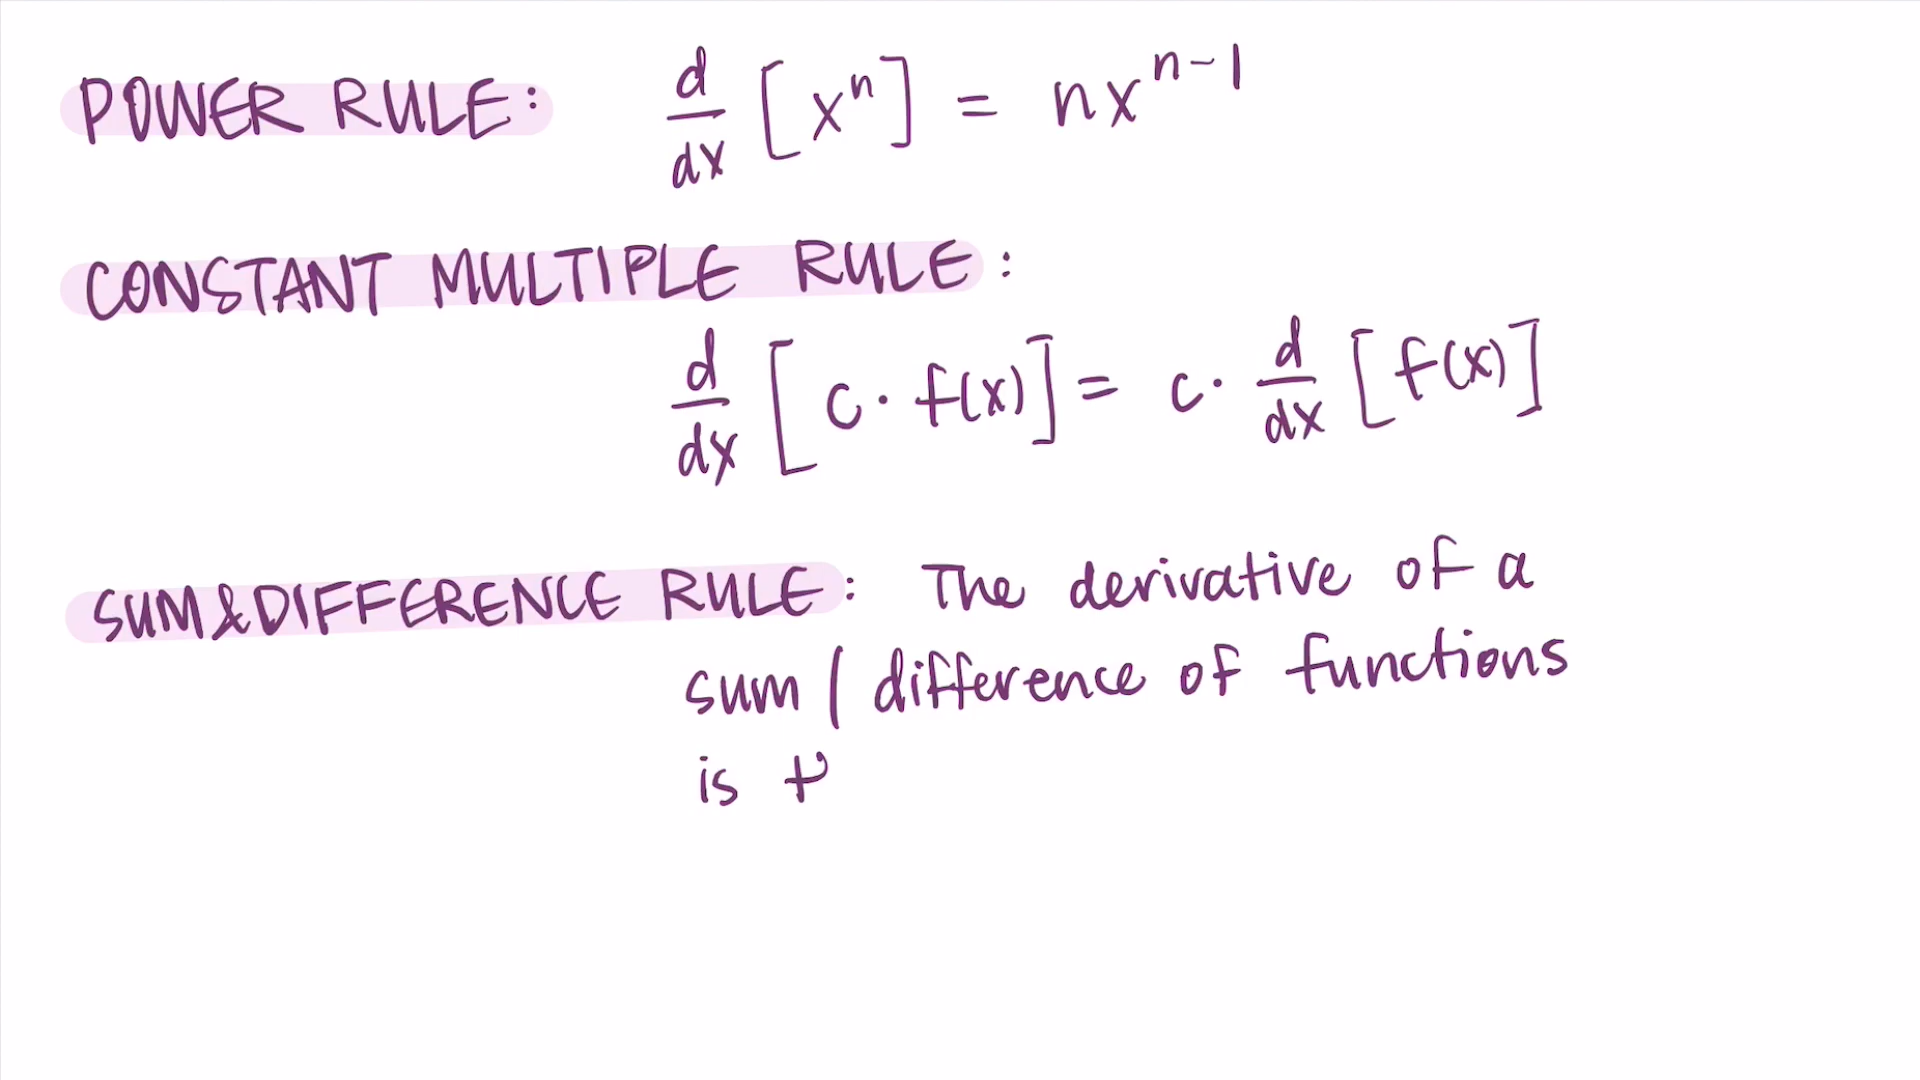 POWER RULE: d/dx [x^n] = nx^(n-1)
CONSTANT MULTIPLE RULE:
d/dx [c · f(x)] = c · d/dx [f(x)]
SUM & DIFFERENCE RULE: The derivative of a
sum / difference of functions
is